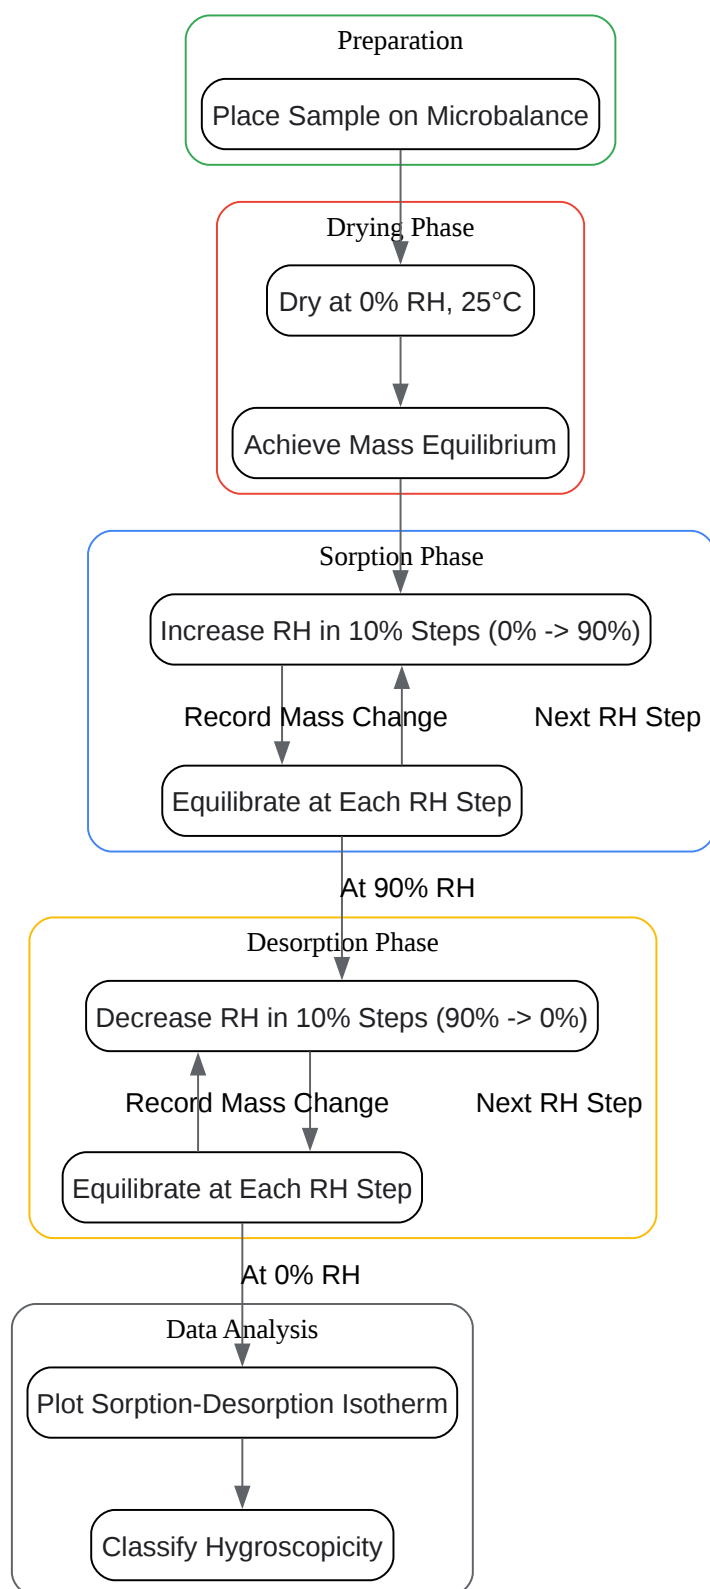 Preparation
Place Sample on Microbalance
Drying Phase
Dry at 0% RH, 25°C
Achieve Mass Equilibrium
Sorption Phase
Increase RH in 10% Steps (0% -> 90%)
Record Mass Change
Next RH Step
Equilibrate at Each RH Step
At 90% RH
Desorption Phase
Decrease RH in 10% Steps (90% -> 0%)
Record Mass Change
Next RH Step
Equilibrate at Each RH Step
At 0% RH
Data Analysis
Plot Sorption-Desorption Isotherm
Classify Hygroscopicity